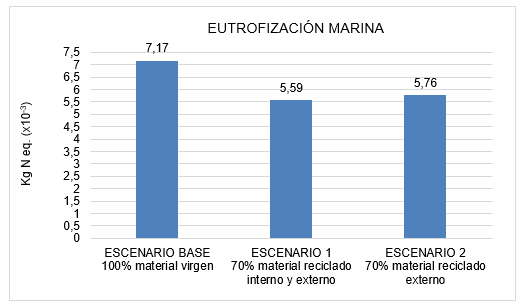 EUTROFIZACIÓN MARINA
Kg N eq. (x10⁻³)
7,5
7
6,5
6
5,5
5
4,5
4
3,5
3
2,5
2
1,5
1
0,5
0
7,17
5,59
5,76
ESCENARIO BASE
100% material virgen
ESCENARIO 1
70% material reciclado
interno y externo
ESCENARIO 2
70% material reciclado
externo